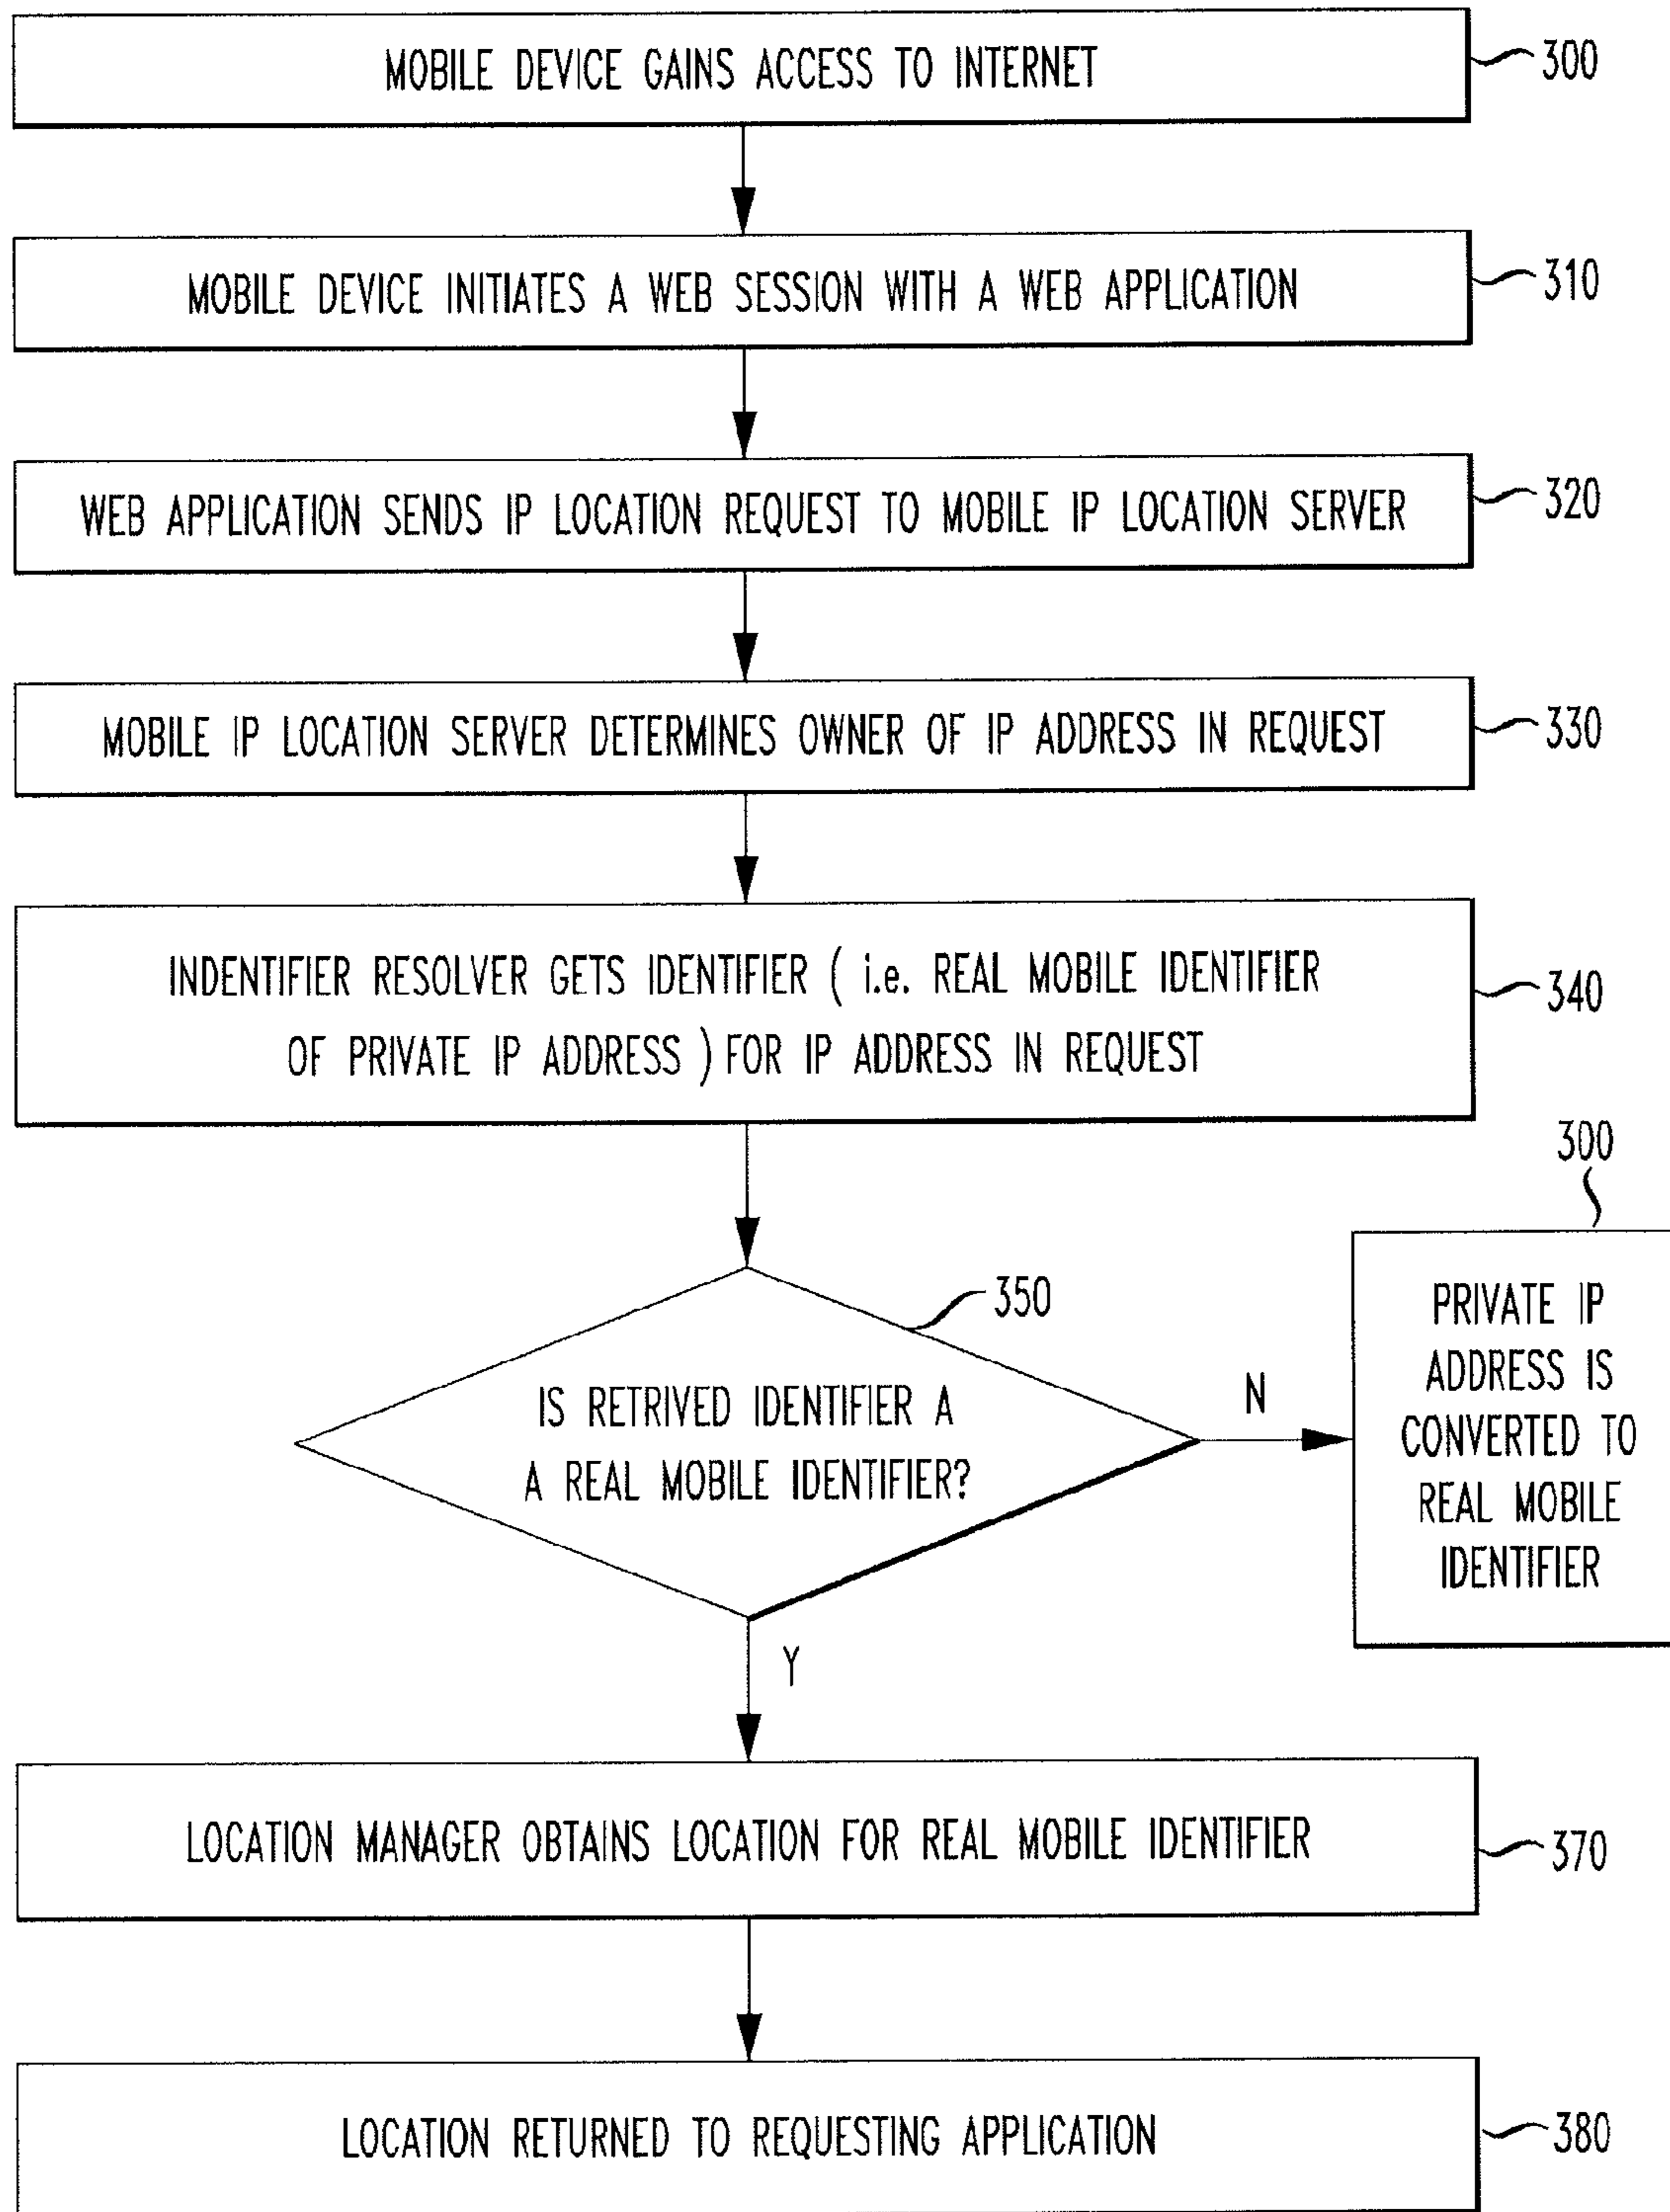 MOBILE DEVICE GAINS ACCESS TO INTERNET
300
MOBILE DEVICE INITIATES A WEB SESSION WITH A WEB APPLICATION
310
WEB APPLICATION SENDS IP LOCATION REQUEST TO MOBILE IP LOCATION SERVER
320
MOBILE IP LOCATION SERVER DETERMINES OWNER OF IP ADDRESS IN REQUEST
330
INDENTIFIER RESOLVER GETS IDENTIFIER ( i.e. REAL MOBILE IDENTIFIER
OF PRIVATE IP ADDRESS ) FOR IP ADDRESS IN REQUEST
340
350
IS RETRIVED IDENTIFIER A
A REAL MOBILE IDENTIFIER?
N
300
PRIVATE IP
ADDRESS IS
CONVERTED TO
REAL MOBILE
IDENTIFIER
Y
LOCATION MANAGER OBTAINS LOCATION FOR REAL MOBILE IDENTIFIER
370
LOCATION RETURNED TO REQUESTING APPLICATION
380